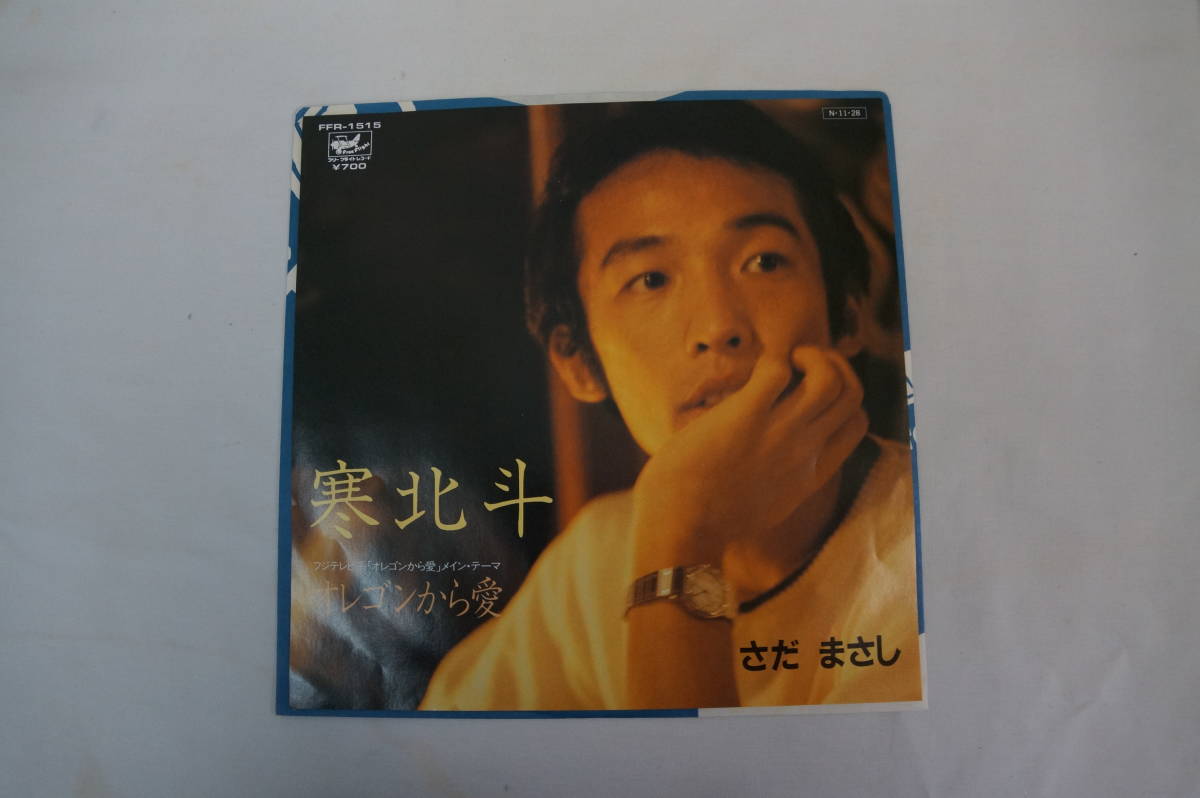 FFR-1515
N・11・28
Free Flight
フリーフライトレコード
¥700
寒北斗
フジテレビ系「オレゴンから愛」メイン・テーマ
オレゴンから愛
さだ まさし